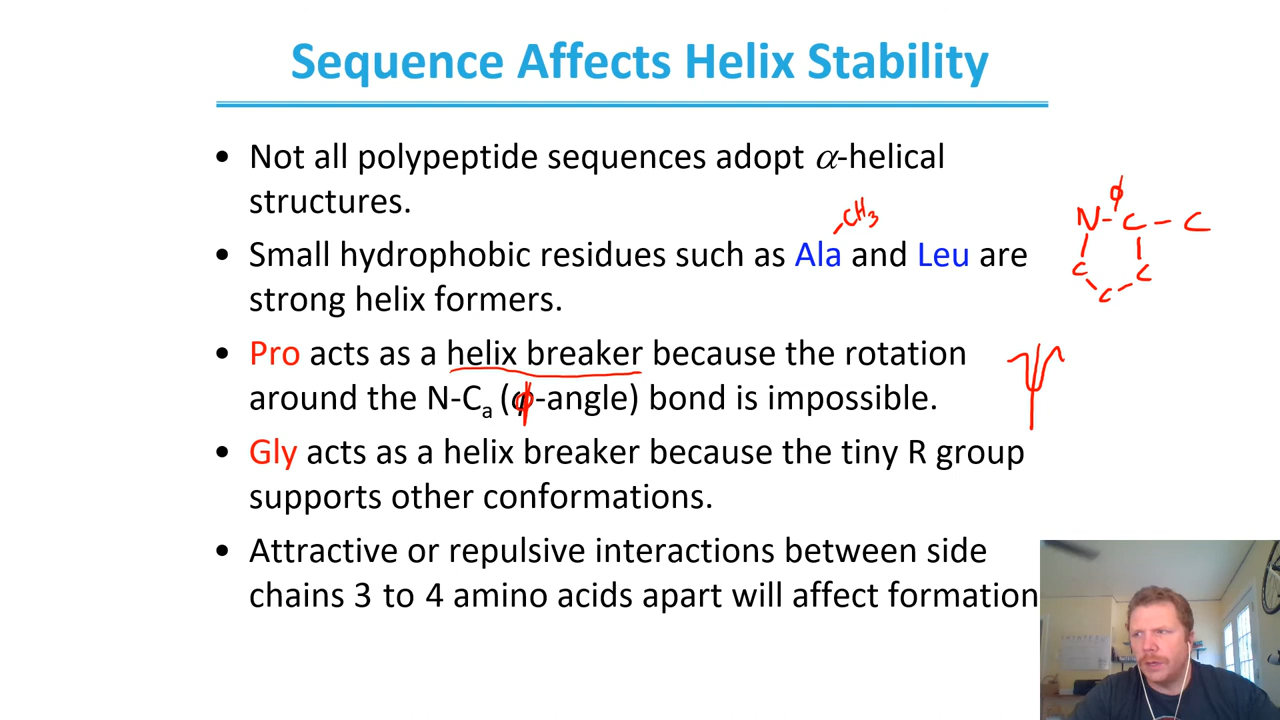 Sequence Affects Helix Stability
• Not all polypeptide sequences adopt α-helical
structures.
CH3
• Small hydrophobic residues such as Ala and Leu are
strong helix formers.
ϕ
N - C - C
C C
C
• Pro acts as a helix breaker because the rotation
around the N-Ca (ϕ-angle) bond is impossible.
Ψ
• Gly acts as a helix breaker because the tiny R group
supports other conformations.
• Attractive or repulsive interactions between side
chains 3 to 4 amino acids apart will affect formation